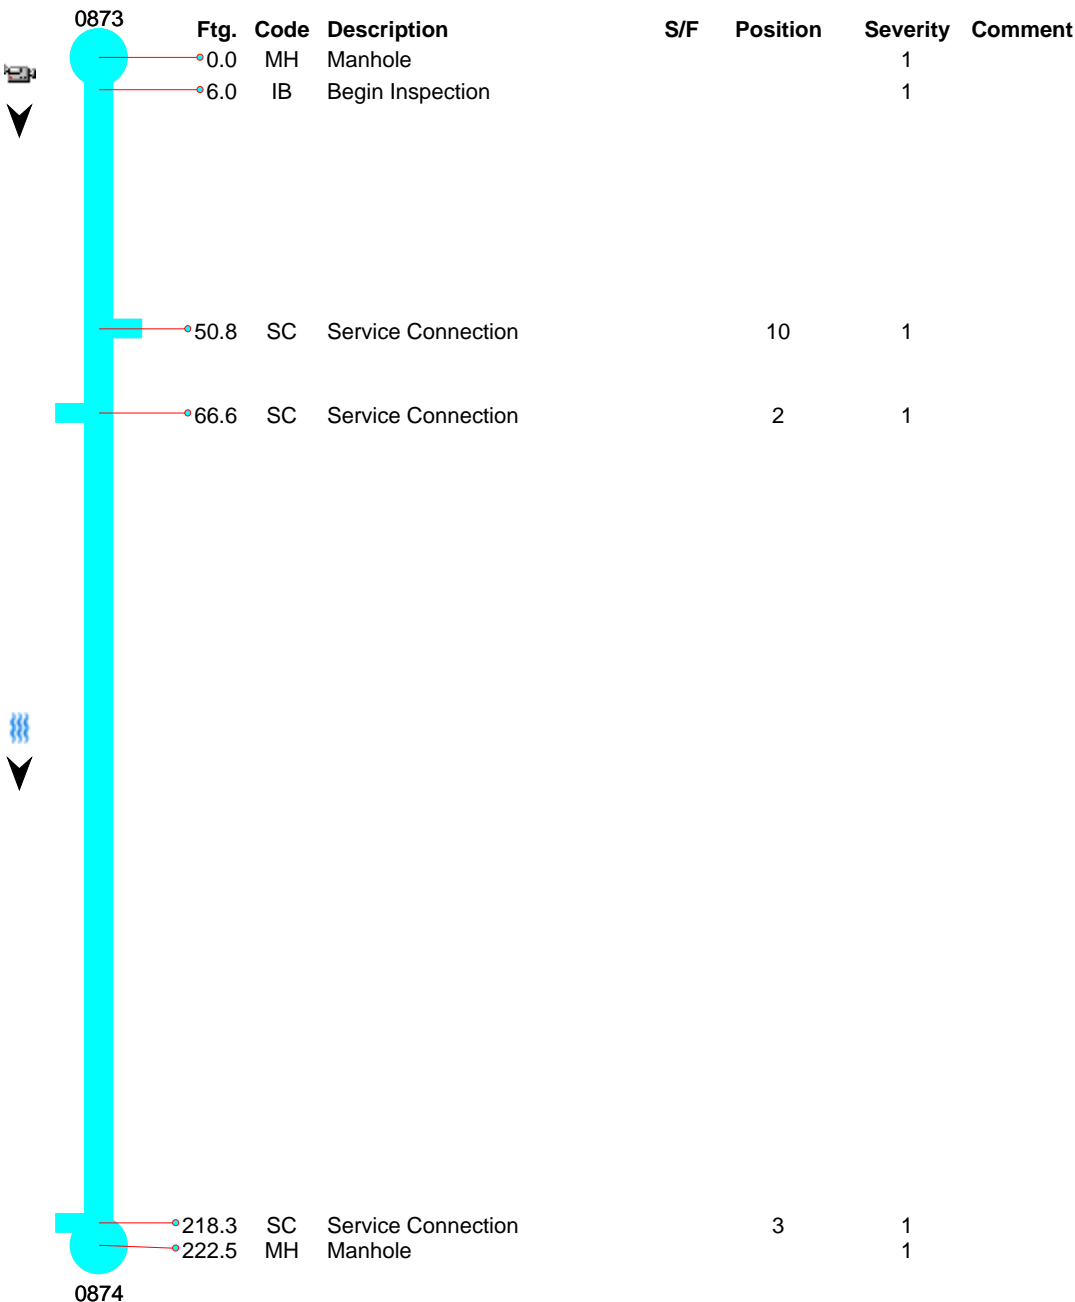 0873
Ftg. Code Description S/F Position Severity Comment
0.0 MH Manhole 1
6.0 IB Begin Inspection 1
50.8 SC Service Connection 10 1
66.6 SC Service Connection 2 1
218.3 SC Service Connection 3 1
222.5 MH Manhole 1
0874